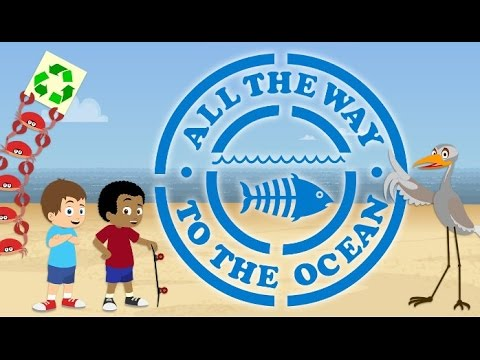 ALL THE WAY
TO THE OCEAN